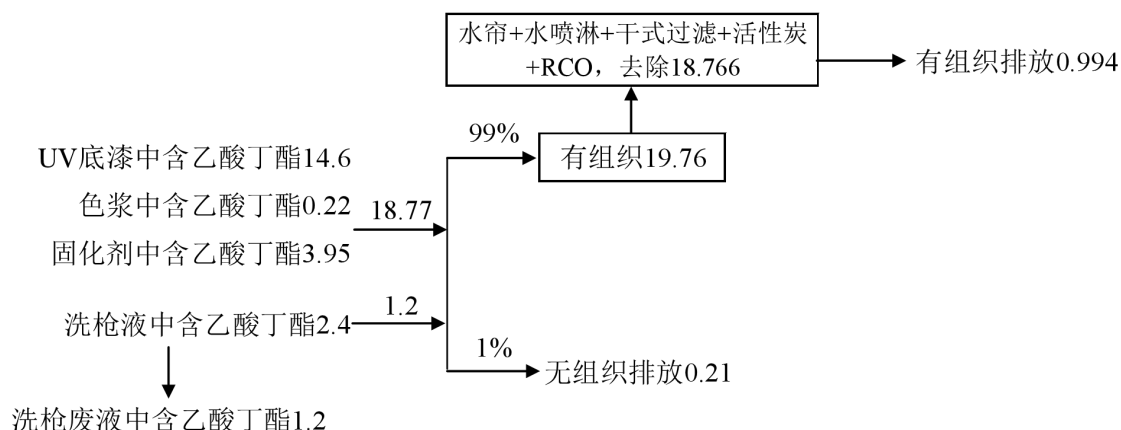 水帘+水喷淋+干式过滤+活性炭
+RCO，去除18.766
有组织排放0.994
99%
有组织19.76
UV底漆中含乙酸丁酯14.6
色浆中含乙酸丁酯0.22
18.77
固化剂中含乙酸丁酯3.95
洗枪液中含乙酸丁酯2.4
1.2
1%
无组织排放0.21
洗枪废液中含乙酸丁酯1.2